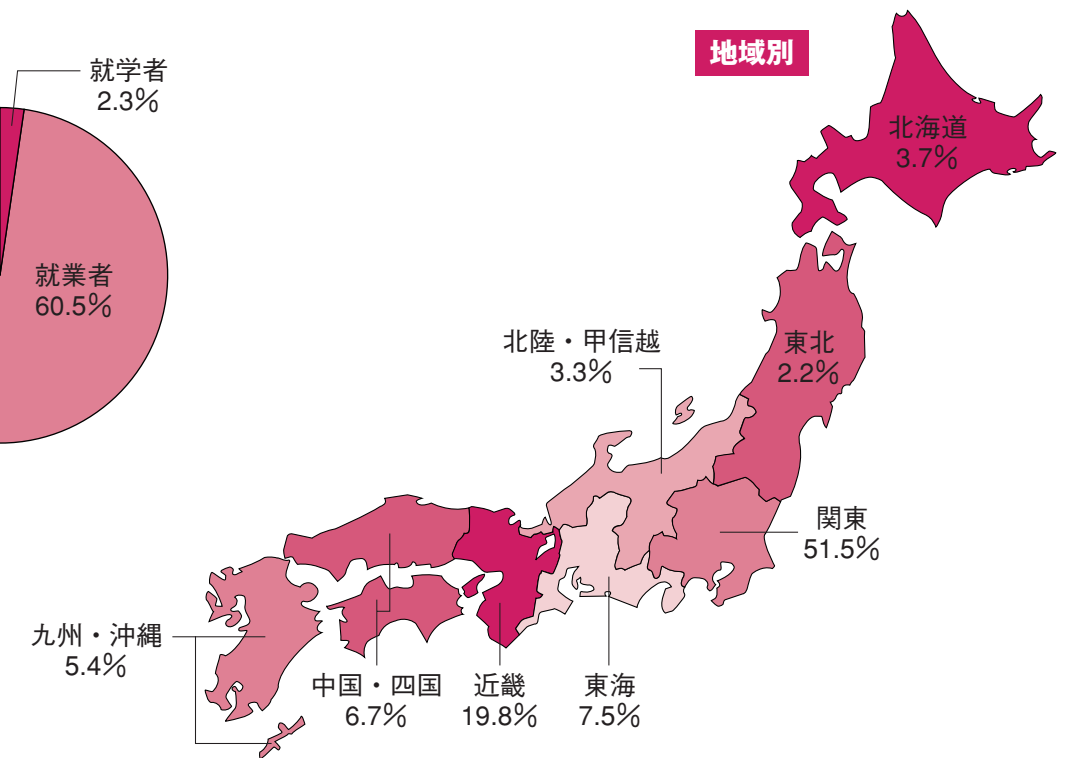 就学者
2.3%
就業者
60.5%
地域別
北海道
3.7%
東北
2.2%
北陸・甲信越
3.3%
関東
51.5%
九州・沖縄
5.4%
中国・四国
6.7%
近畿
19.8%
東海
7.5%